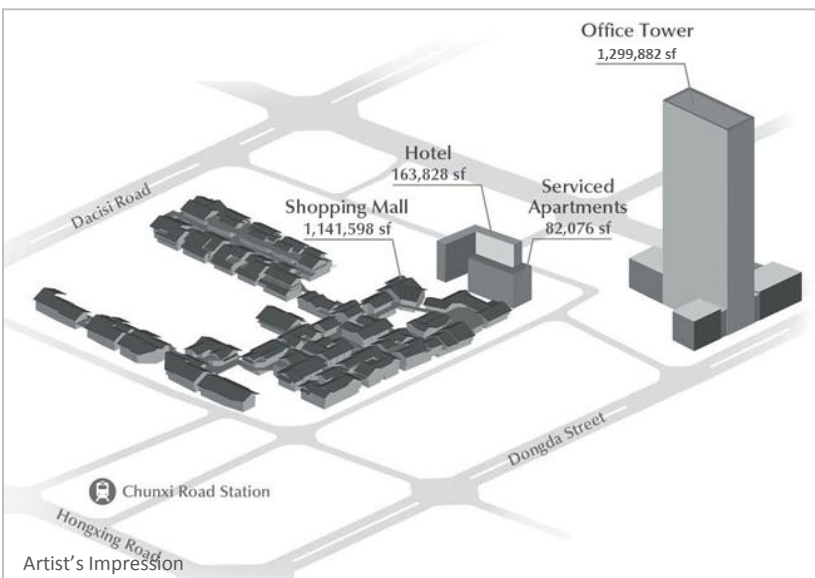 Office Tower
1,299,882 sf
Hotel
163,828 sf
Serviced
Apartments
82,076 sf
Dacisi Road
Shopping Mall
1,141,598 sf
Dongda Street
Chunxi Road Station
Hongxing Road
Artist's Impression